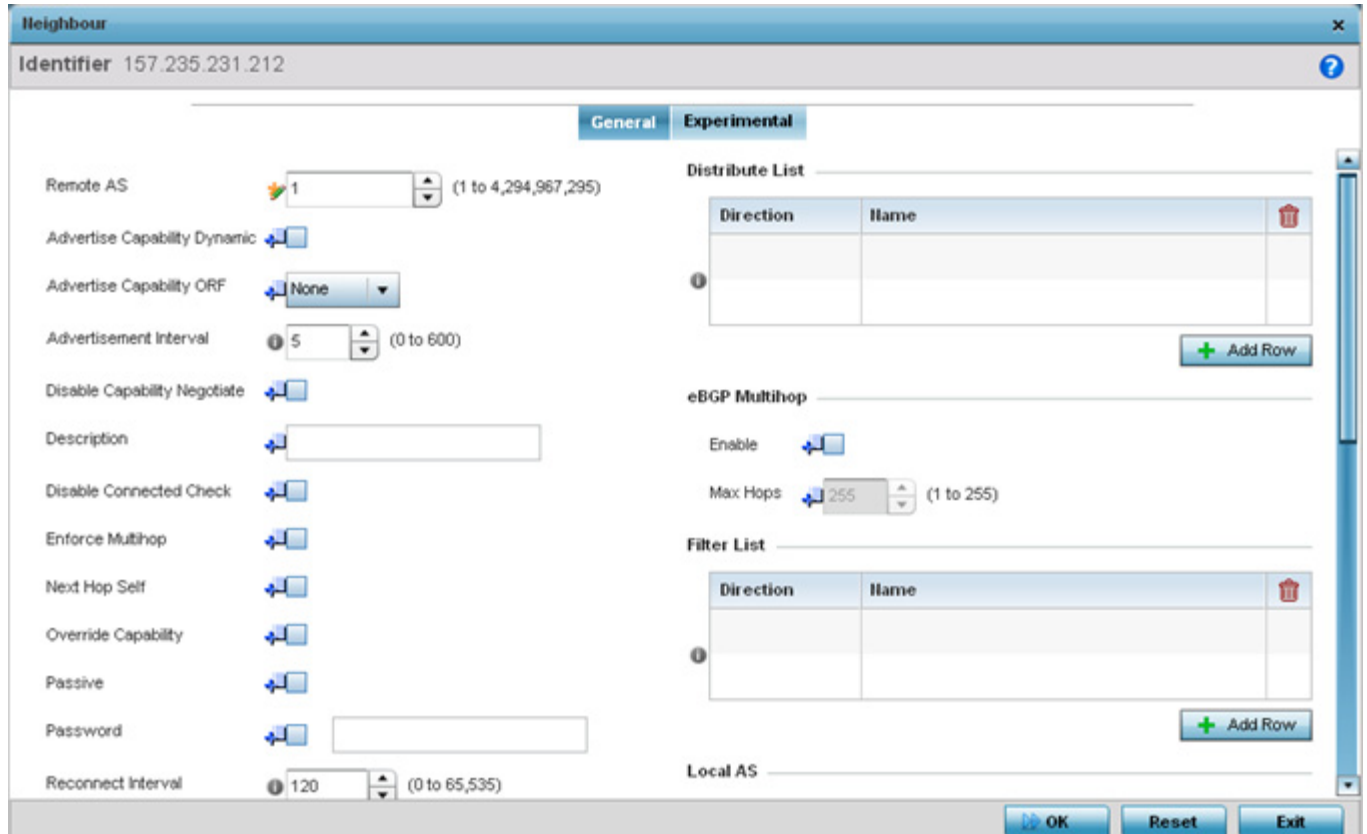 Neighbour
Identifier 157.235.231.212
General
Experimental
Remote AS
1
(1 to 4,294,967,295)
Advertise Capability Dynamic
Advertise Capability ORF
None
Advertisement Interval
5
(0 to 600)
Disable Capability Negotiate
Description
Disable Connected Check
Enforce Multihop
Next Hop Self
Override Capability
Passive
Password
Reconnect Interval
120
(0 to 65,535)
Distribute List
Direction
Name
Add Row
eBGP Multihop
Enable
Max Hops
255
(1 to 255)
Filter List
Direction
Name
Add Row
Local AS
OK
Reset
Exit